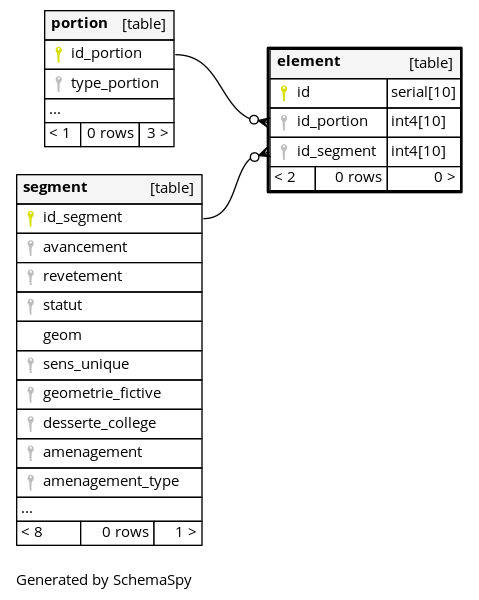 portion [table]
id_portion
type_portion
...
< 1 0 rows 3 >
element [table]
id serial[10]
id_portion int4[10]
id_segment int4[10]
< 2 0 rows 0 >
segment [table]
id_segment
avancement
revetement
statut
geom
sens_unique
geometrie_fictive
desserte_college
amenagement
amenagement_type
...
< 8 0 rows 1 >
Generated by SchemaSpy